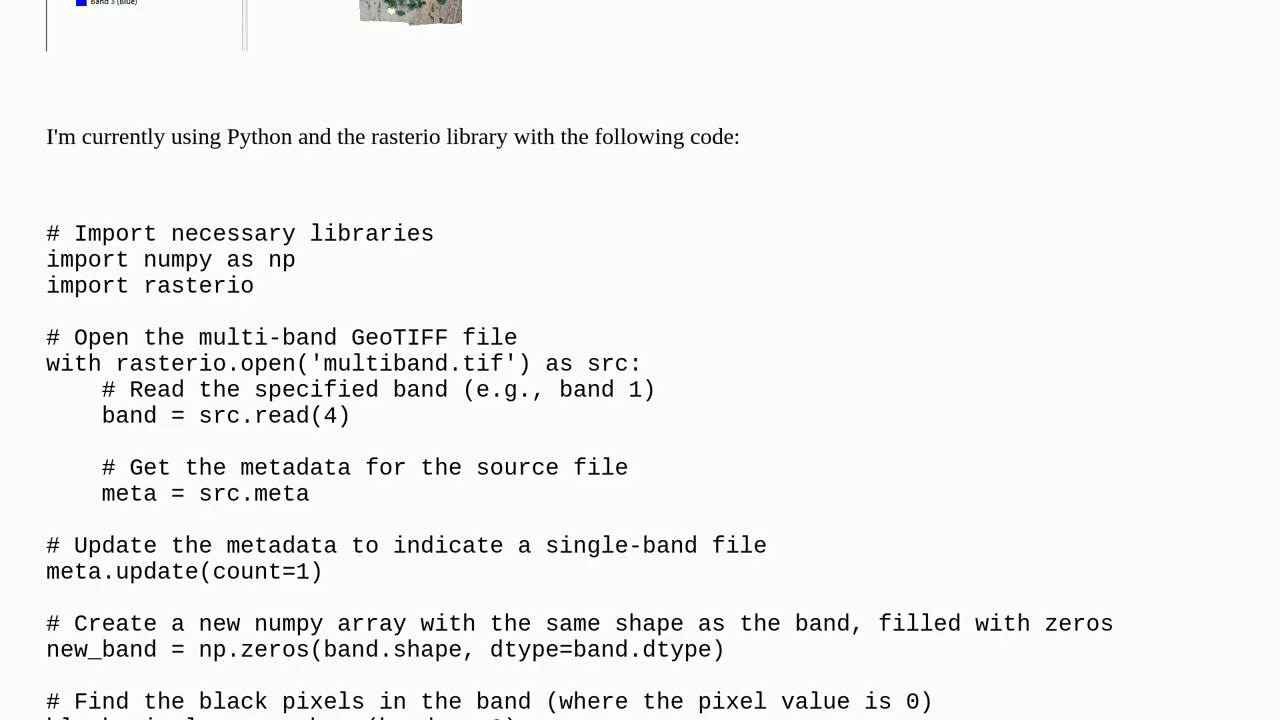 Band 3 (Blue)
I'm currently using Python and the rasterio library with the following code:
# Import necessary libraries
import numpy as np
import rasterio
# Open the multi-band GeoTIFF file
with rasterio.open('multiband.tif') as src:
    # Read the specified band (e.g., band 1)
    band = src.read(4)
    # Get the metadata for the source file
    meta = src.meta
# Update the metadata to indicate a single-band file
meta.update(count=1)
# Create a new numpy array with the same shape as the band, filled with zeros
new_band = np.zeros(band.shape, dtype=band.dtype)
# Find the black pixels in the band (where the pixel value is 0)